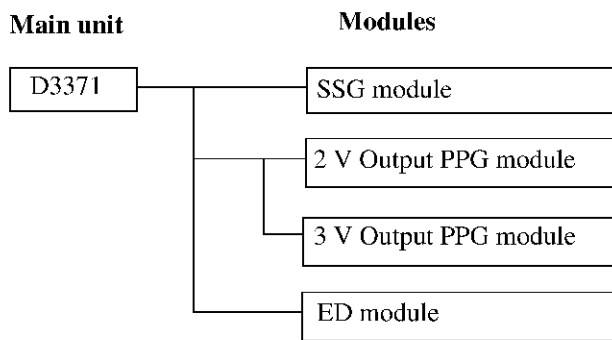 Main unit
Modules
D3371
SSG module
2 V Output PPG module
3 V Output PPG module
ED module